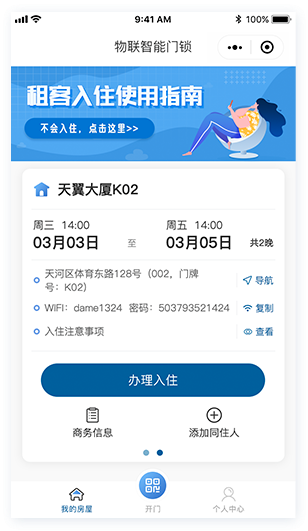 9:41 AM
100%
物联智能门锁
租客入住使用指南
不会入住，点击这里>>
天翼大厦K02
周三 14:00
周五 14:00
03月03日
至
03月05日
共2晚
天河区体育东路128号（002，门牌
号：K02）
导航
WIFI：dame1324 密码：503793521424
复制
入住注意事项
查看
办理入住
商务信息
添加同住人
我的房屋
开门
个人中心